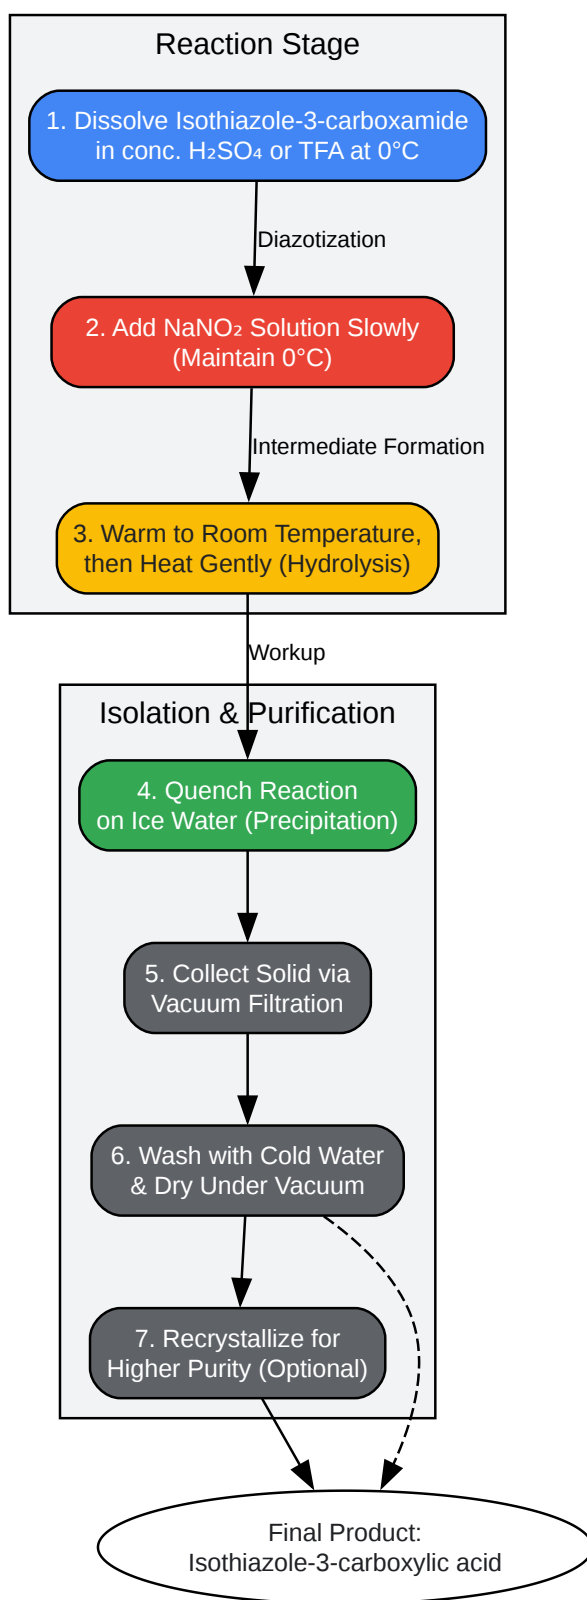 Reaction Stage
1. Dissolve Isothiazole-3-carboxamide
in conc. H₂SO₄ or TFA at 0°C
Diazotization
2. Add NaNO₂ Solution Slowly
(Maintain 0°C)
Intermediate Formation
3. Warm to Room Temperature,
then Heat Gently (Hydrolysis)
Workup
Isolation & Purification
4. Quench Reaction
on Ice Water (Precipitation)
5. Collect Solid via
Vacuum Filtration
6. Wash with Cold Water
& Dry Under Vacuum
7. Recrystallize for
Higher Purity (Optional)
Final Product:
Isothiazole-3-carboxylic acid